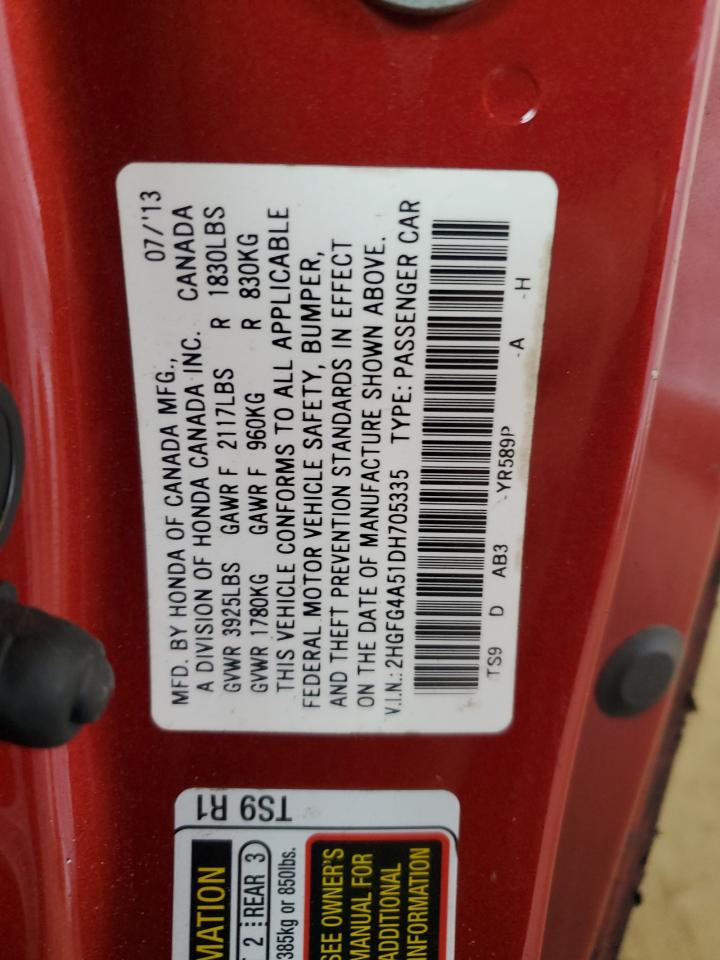 MFD. BY HONDA OF CANADA MFG., 07/'13
A DIVISION OF HONDA CANADA INC. CANADA
GVWR 3925LBS GAWR F 2117LBS R 1830LBS
GVWR 1780KG GAWR F 960KG R 830KG
THIS VEHICLE CONFORMS TO ALL APPLICABLE
FEDERAL MOTOR VEHICLE SAFETY, BUMPER,
AND THEFT PREVENTION STANDARDS IN EFFECT
ON THE DATE OF MANUFACTURE SHOWN ABOVE.
V.I.N.: 2HGFG4A51DH705335 TYPE: PASSENGER CAR
TS9 D AB3 -YR589P -A -H
TS9 R1
MATION
2 REAR 3
385kg or 850lbs.
SEE OWNER'S
MANUAL FOR
ADDITIONAL
INFORMATION